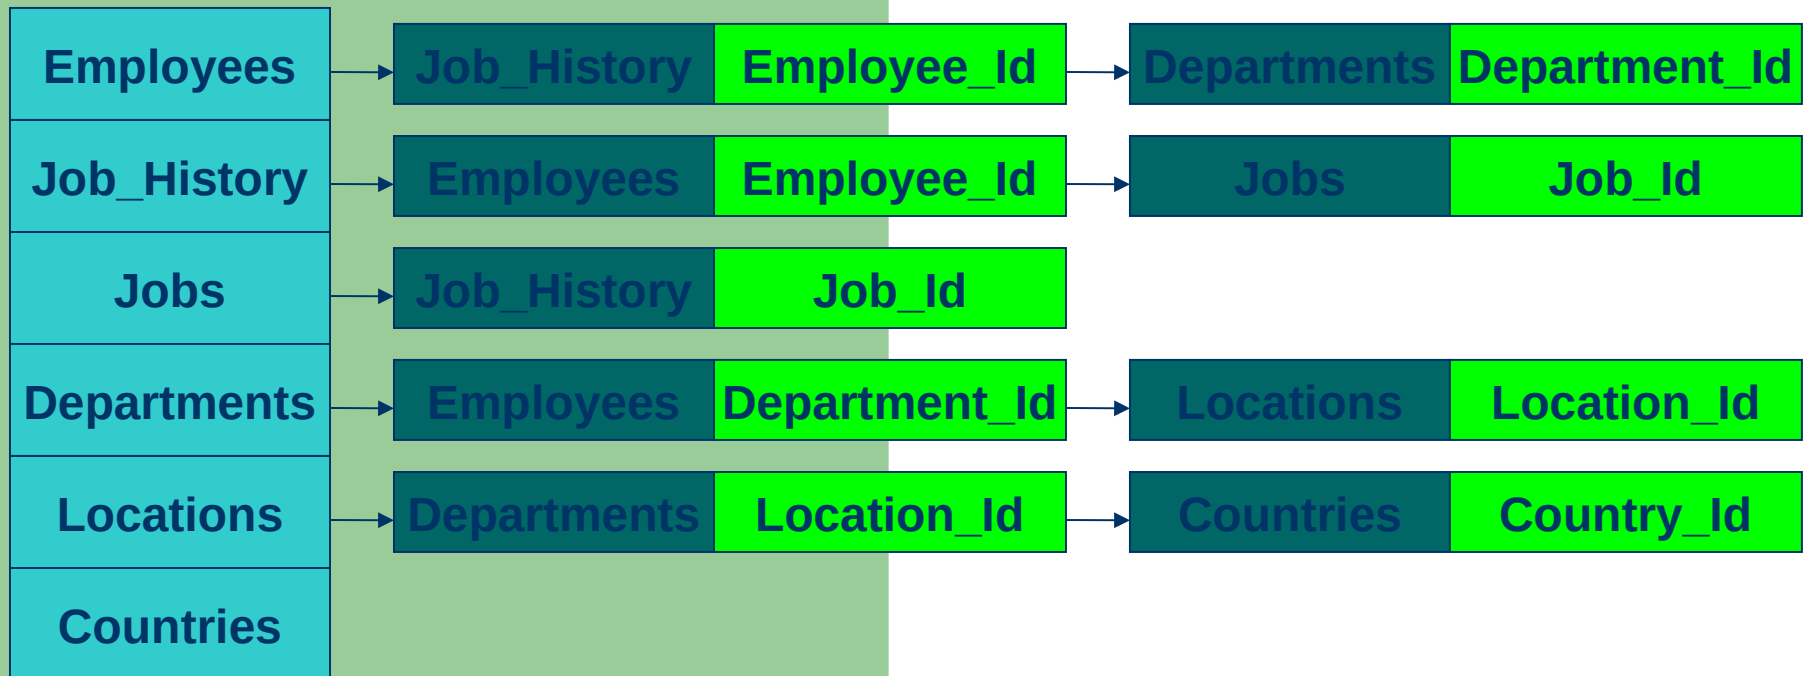 Employees Job_History Employee_Id Departments Department_Id
Job_History Employees Employee_Id Jobs Job_Id
Jobs Job_History Job_Id
Departments Employees Department_Id Locations Location_Id
Locations Departments Location_Id Countries Country_Id
Countries